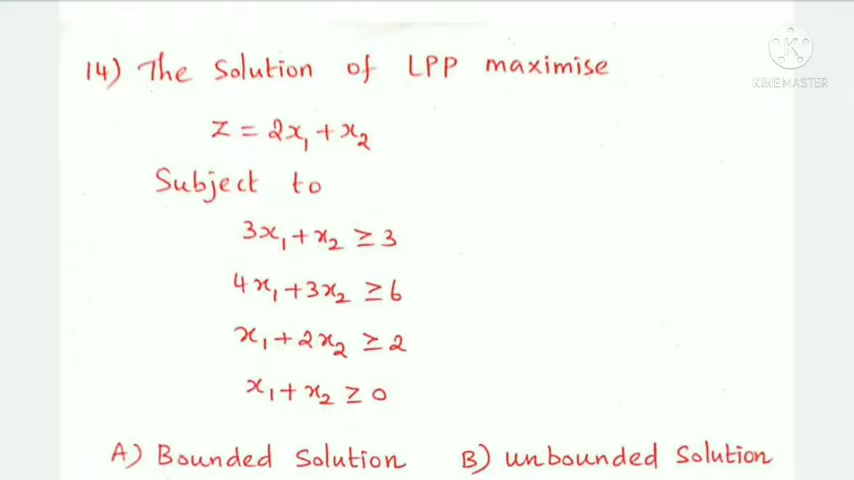 14) The Solution of LPP maximise
K
KINEMASTER
Z = 2x₁ + x₂
Subject to
3x₁ + x₂ ≥ 3
4x₁ + 3x₂ ≥ 6
x₁ + 2x₂ ≥ 2
x₁ + x₂ ≥ 0
A) Bounded Solution B) unbounded Solution